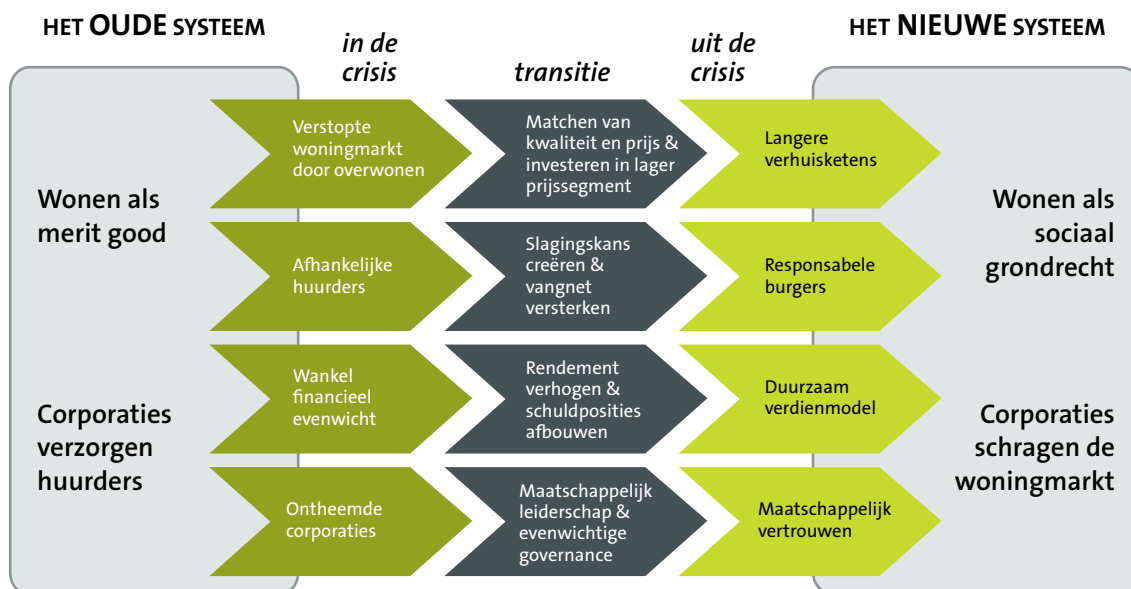 HET OUDE SYSTEEM
in de
crisis
transitie
uit de
crisis
HET NIEUWE SYSTEEM
Wonen als
merit good
Corporaties
verzorgen
huurders
Verstopte
woningmarkt
door overwonen
Matchen van
kwaliteit en prijs &
investeren in lager
prijssegment
Langere
verhuisketens
Afhankelijke
huurders
Slagingskans
creëren &
vangnet
versterken
Responsabele
burgers
Wankel
financieel
evenwicht
Rendement
verhogen &
schuldposities
afbouwen
Duurzaam
verdienmodel
Ontheemde
corporaties
Maatschappelijk
leiderschap &
evenwichtige
governance
Maatschappelijk
vertrouwen
Wonen als
sociaal
grondrecht
Corporaties
schragen de
woningmarkt